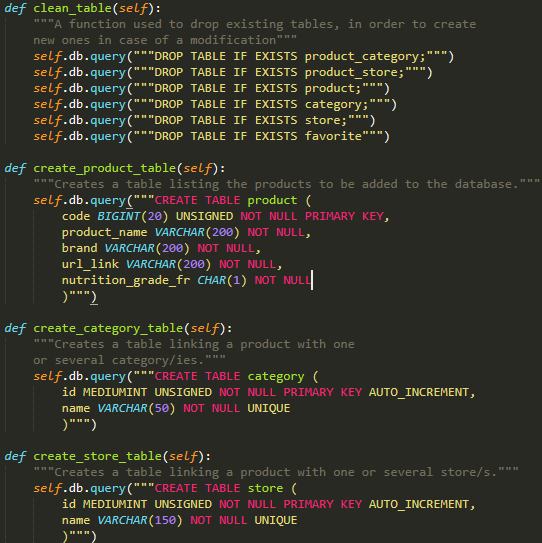 def clean_table(self):
"""A function used to drop existing tables, in order to create
new ones in case of a modification"""
self.db.query("""DROP TABLE IF EXISTS product_category;""")
self.db.query("""DROP TABLE IF EXISTS product_store;""")
self.db.query("""DROP TABLE IF EXISTS product;""")
self.db.query("""DROP TABLE IF EXISTS category;""")
self.db.query("""DROP TABLE IF EXISTS store;""")
self.db.query("""DROP TABLE IF EXISTS favorite""")
def create_product_table(self):
"""Creates a table listing the products to be added to the database."""
self.db.query("""CREATE TABLE product (
code BIGINT(20) UNSIGNED NOT NULL PRIMARY KEY,
product_name VARCHAR(200) NOT NULL,
brand VARCHAR(200) NOT NULL,
url_link VARCHAR(200) NOT NULL,
nutrition_grade_fr CHAR(1) NOT NULL
)""")
def create_category_table(self):
"""Creates a table linking a product with one
or several category/ies."""
self.db.query("""CREATE TABLE category (
id MEDIUMINT UNSIGNED NOT NULL PRIMARY KEY AUTO_INCREMENT,
name VARCHAR(50) NOT NULL UNIQUE
)""")
def create_store_table(self):
"""Creates a table linking a product with one or several store/s."""
self.db.query("""CREATE TABLE store (
id MEDIUMINT UNSIGNED NOT NULL PRIMARY KEY AUTO_INCREMENT,
name VARCHAR(150) NOT NULL UNIQUE
)""")